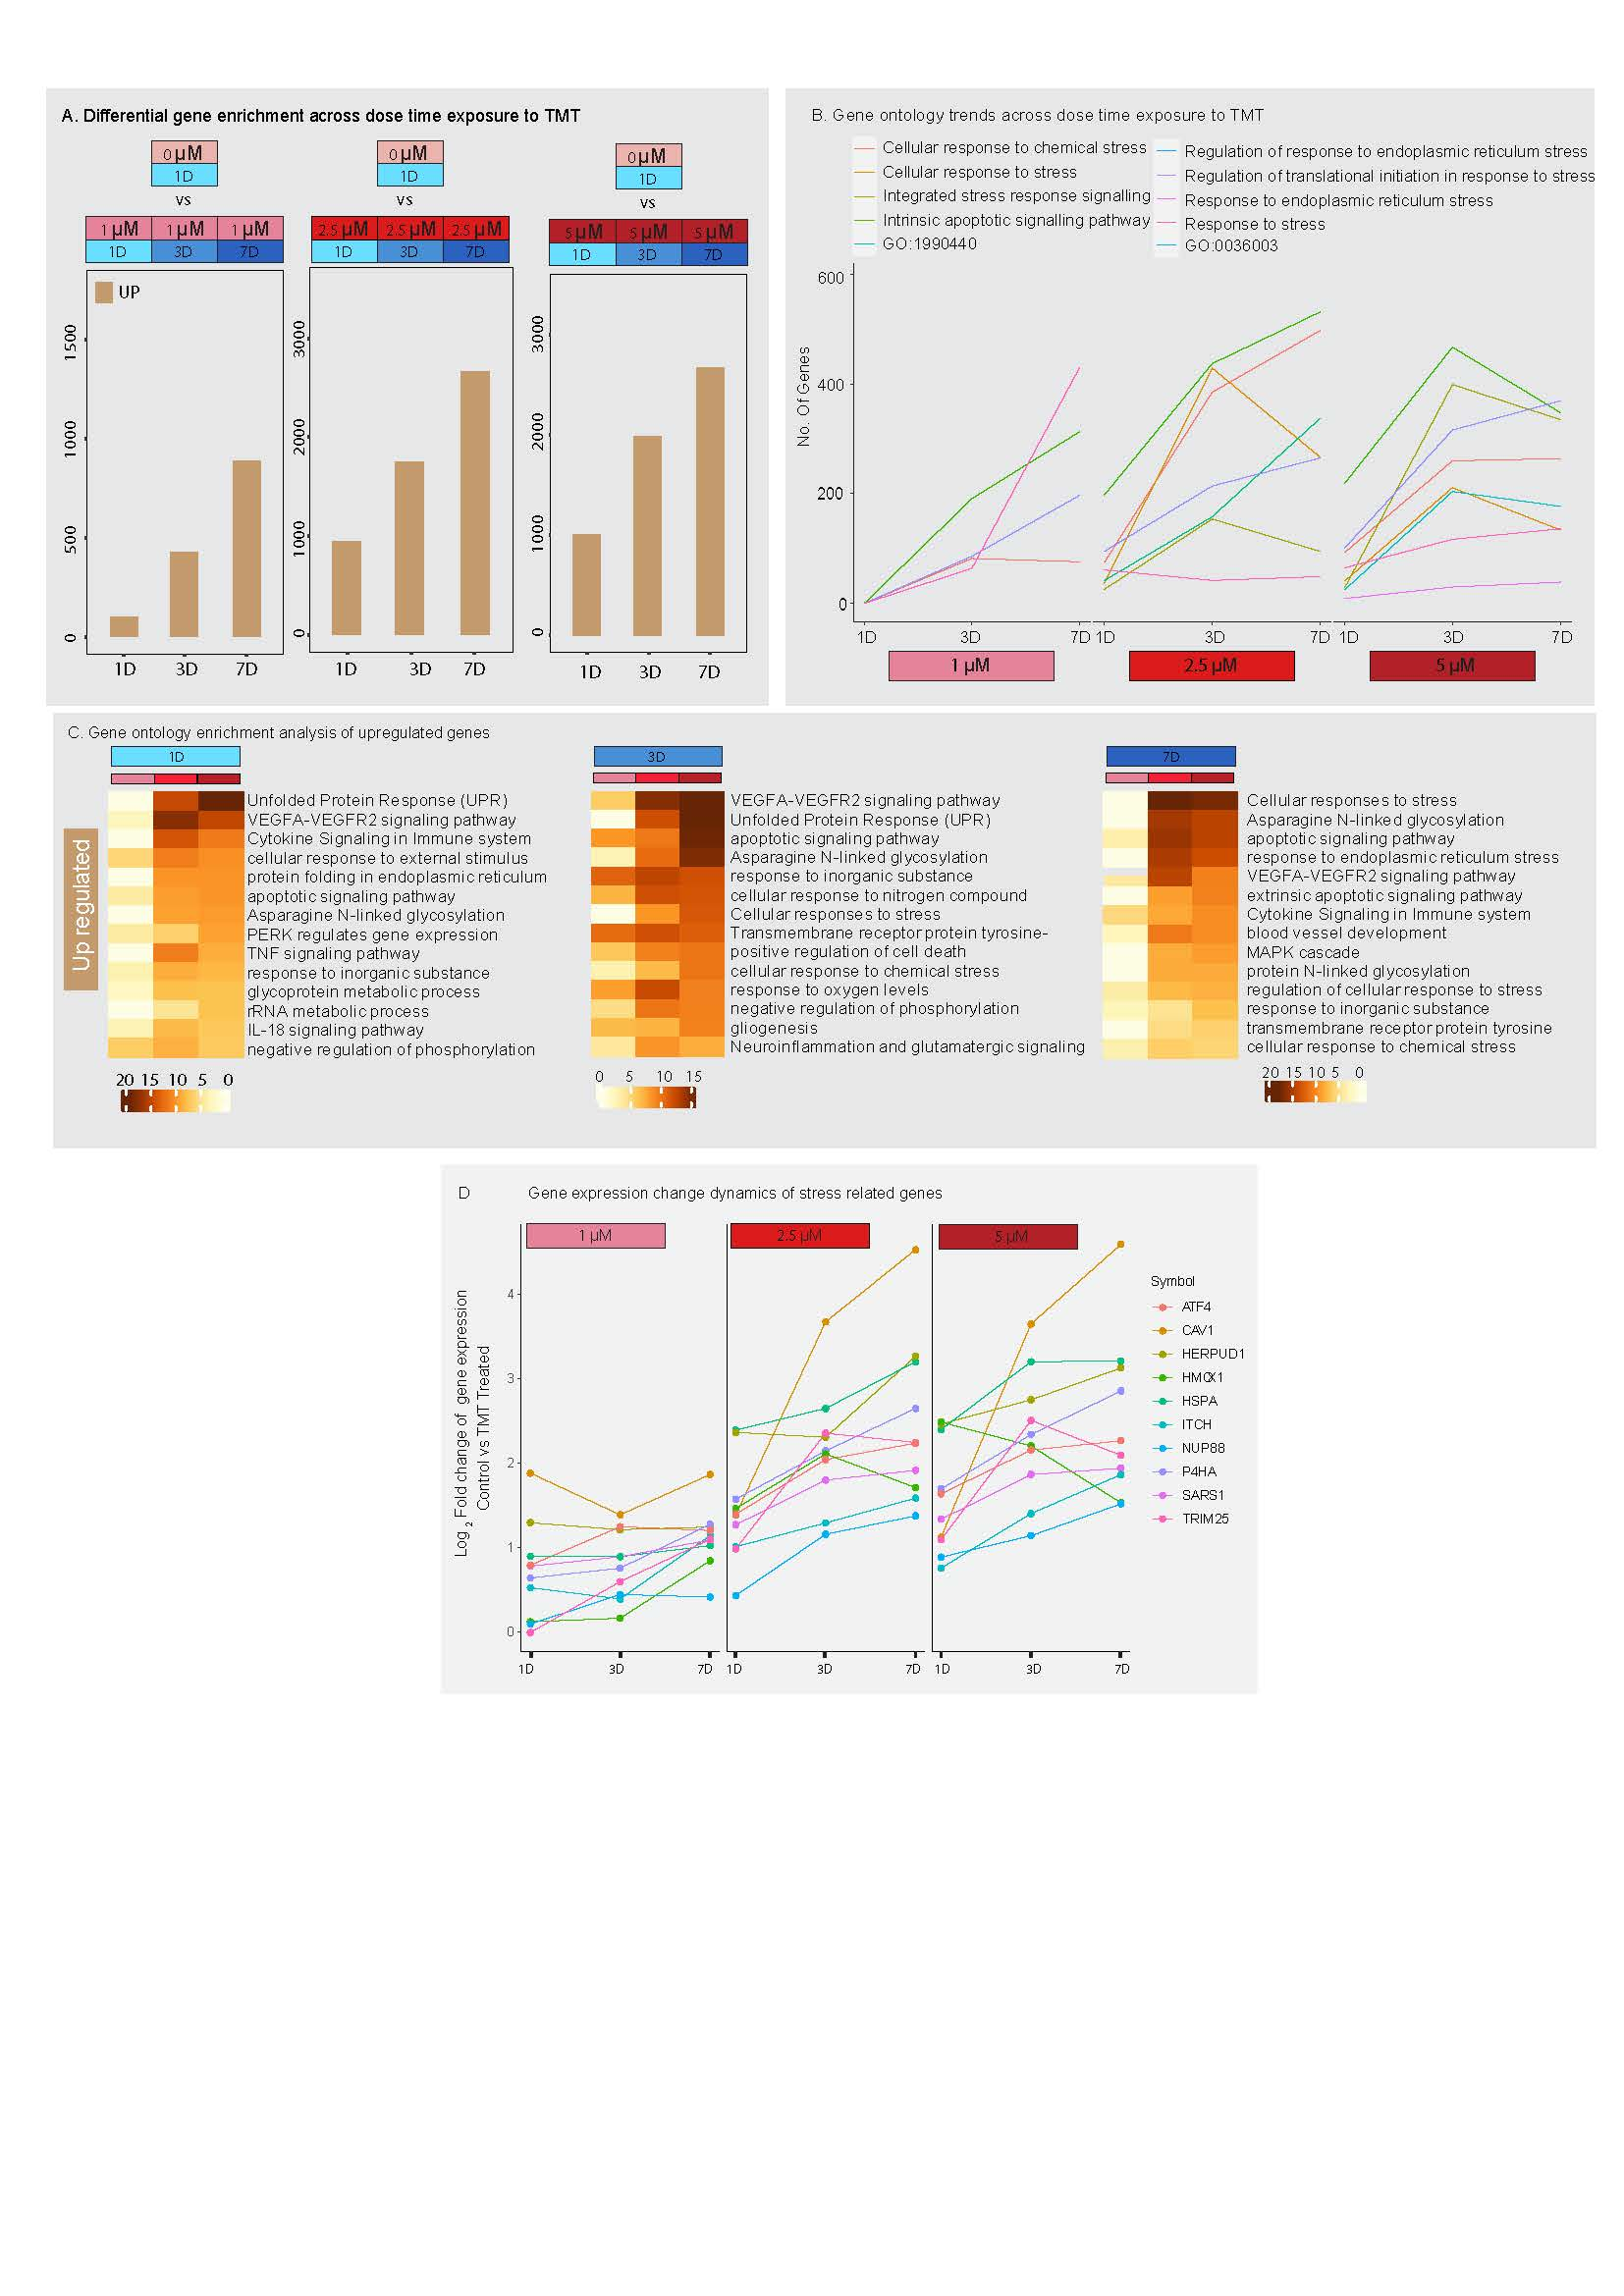 A. Differential gene enrichment across dose time exposure to TMT
0 µM
1D
vs
1 µM 1 µM 1 µM
1D 3D 7D
UP
1500
1000
500
0
1D 3D 7D
0 µM
1D
vs
2.5 µM 2.5 µM 2.5 µM
1D 3D 7D
3000
2000
1000
0
1D 3D 7D
0 µM
1D
vs
5 µM 5 µM 5 µM
1D 3D 7D
3000
2000
1000
0
1D 3D 7D
B. Gene ontology trends across dose time exposure to TMT
Cellular response to chemical stress
Cellular response to stress
Integrated stress response signalling
Intrinsic apoptotic signalling pathway
GO:1990440
Regulation of response to endoplasmic reticulum stress
Regulation of translational initiation in response to stress
Response to endoplasmic reticulum stress
Response to stress
GO:0036003
No. Of Genes
600
400
200
0
1D 3D 7D 1D 3D 7D 1D 3D 7D
1 µM 2.5 µM 5 µM
C. Gene ontology enrichment analysis of upregulated genes
Up regulated
1D
Unfolded Protein Response (UPR)
VEGFA-VEGFR2 signaling pathway
Cytokine Signaling in Immune system
cellular response to external stimulus
protein folding in endoplasmic reticulum
apoptotic signaling pathway
Asparagine N-linked glycosylation
PERK regulates gene expression
TNF signaling pathway
response to inorganic substance
glycoprotein metabolic process
rRNA metabolic process
IL-18 signaling pathway
negative regulation of phosphorylation
20 15 10 5 0
3D
VEGFA-VEGFR2 signaling pathway
Unfolded Protein Response (UPR)
apoptotic signaling pathway
Asparagine N-linked glycosylation
response to inorganic substance
cellular response to nitrogen compound
Cellular responses to stress
Transmembrane receptor protein tyrosine-
positive regulation of cell death
cellular response to chemical stress
response to oxygen levels
negative regulation of phosphorylation
gliogenesis
Neuroinflammation and glutamatergic signaling
0 5 10 15
7D
Cellular responses to stress
Asparagine N-linked glycosylation
apoptotic signaling pathway
response to endoplasmic reticulum stress
VEGFA-VEGFR2 signaling pathway
extrinsic apoptotic signaling pathway
Cytokine Signaling in Immune system
blood vessel development
MAPK cascade
protein N-linked glycosylation
regulation of cellular response to stress
response to inorganic substance
transmembrane receptor protein tyrosine
cellular response to chemical stress
20 15 10 5 0
D Gene expression change dynamics of stress related genes
1 µM 2.5 µM 5 µM
Log 2 Fold change of gene expression
Control vs TMT Treated
4
3
2
1
0
1D 3D 7D 1D 3D 7D 1D 3D 7D
Symbol
ATF4
CAV1
HERPUD1
HMOX1
HSPA
ITCH
NUP88
P4HA
SARS1
TRIM25